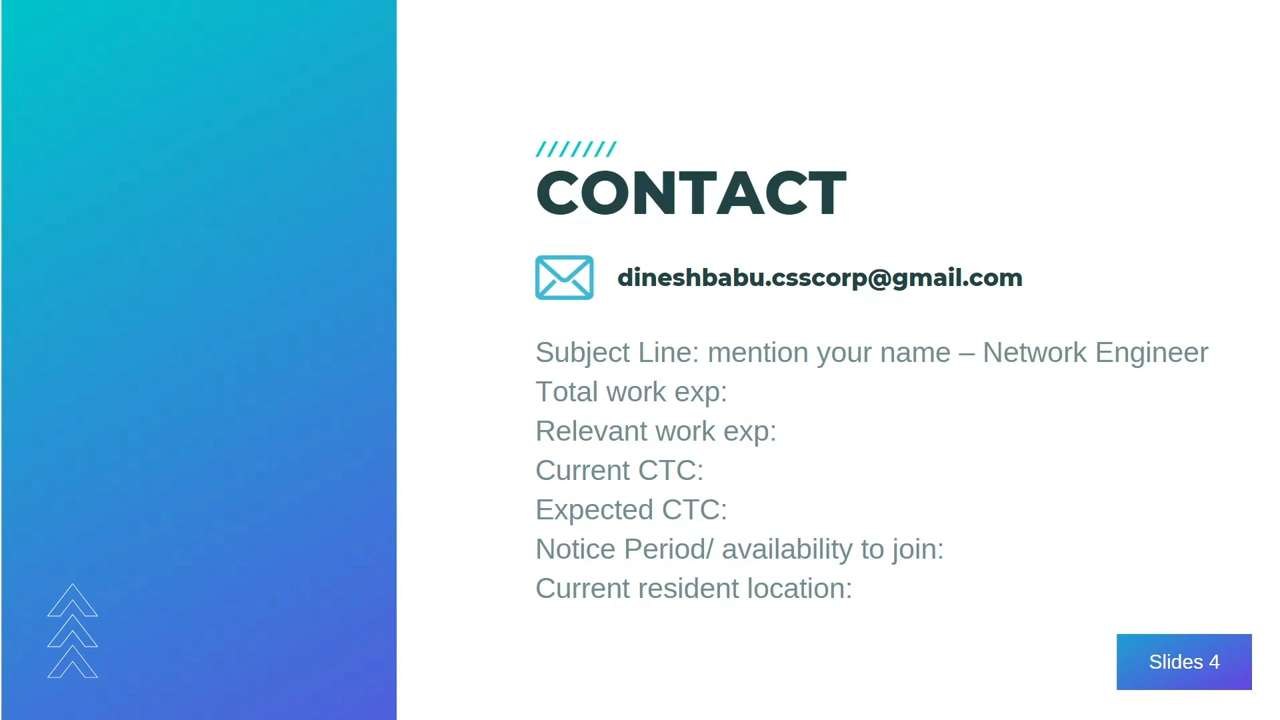 ///////
CONTACT
dineshbabu.csscorp@gmail.com
Subject Line: mention your name – Network Engineer
Total work exp:
Relevant work exp:
Current CTC:
Expected CTC:
Notice Period/ availability to join:
Current resident location:
Slides 4